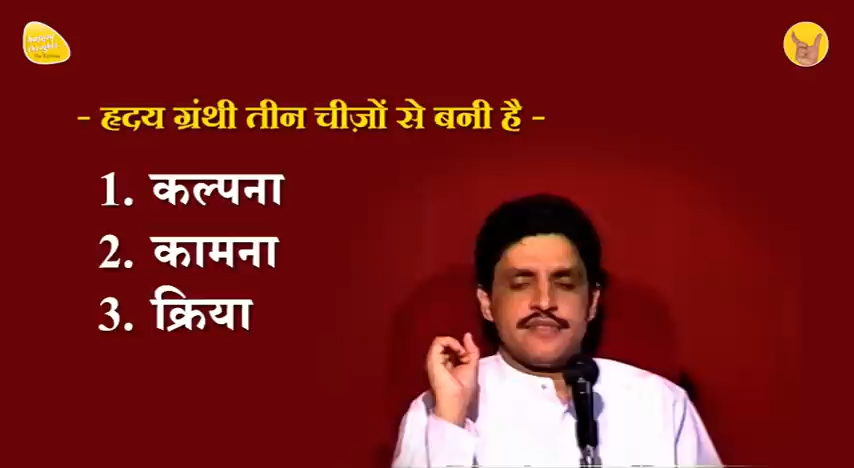 - हृदय ग्रंथी तीन चीज़ों से बनी है -
1. कल्पना
2. कामना
3. क्रिया